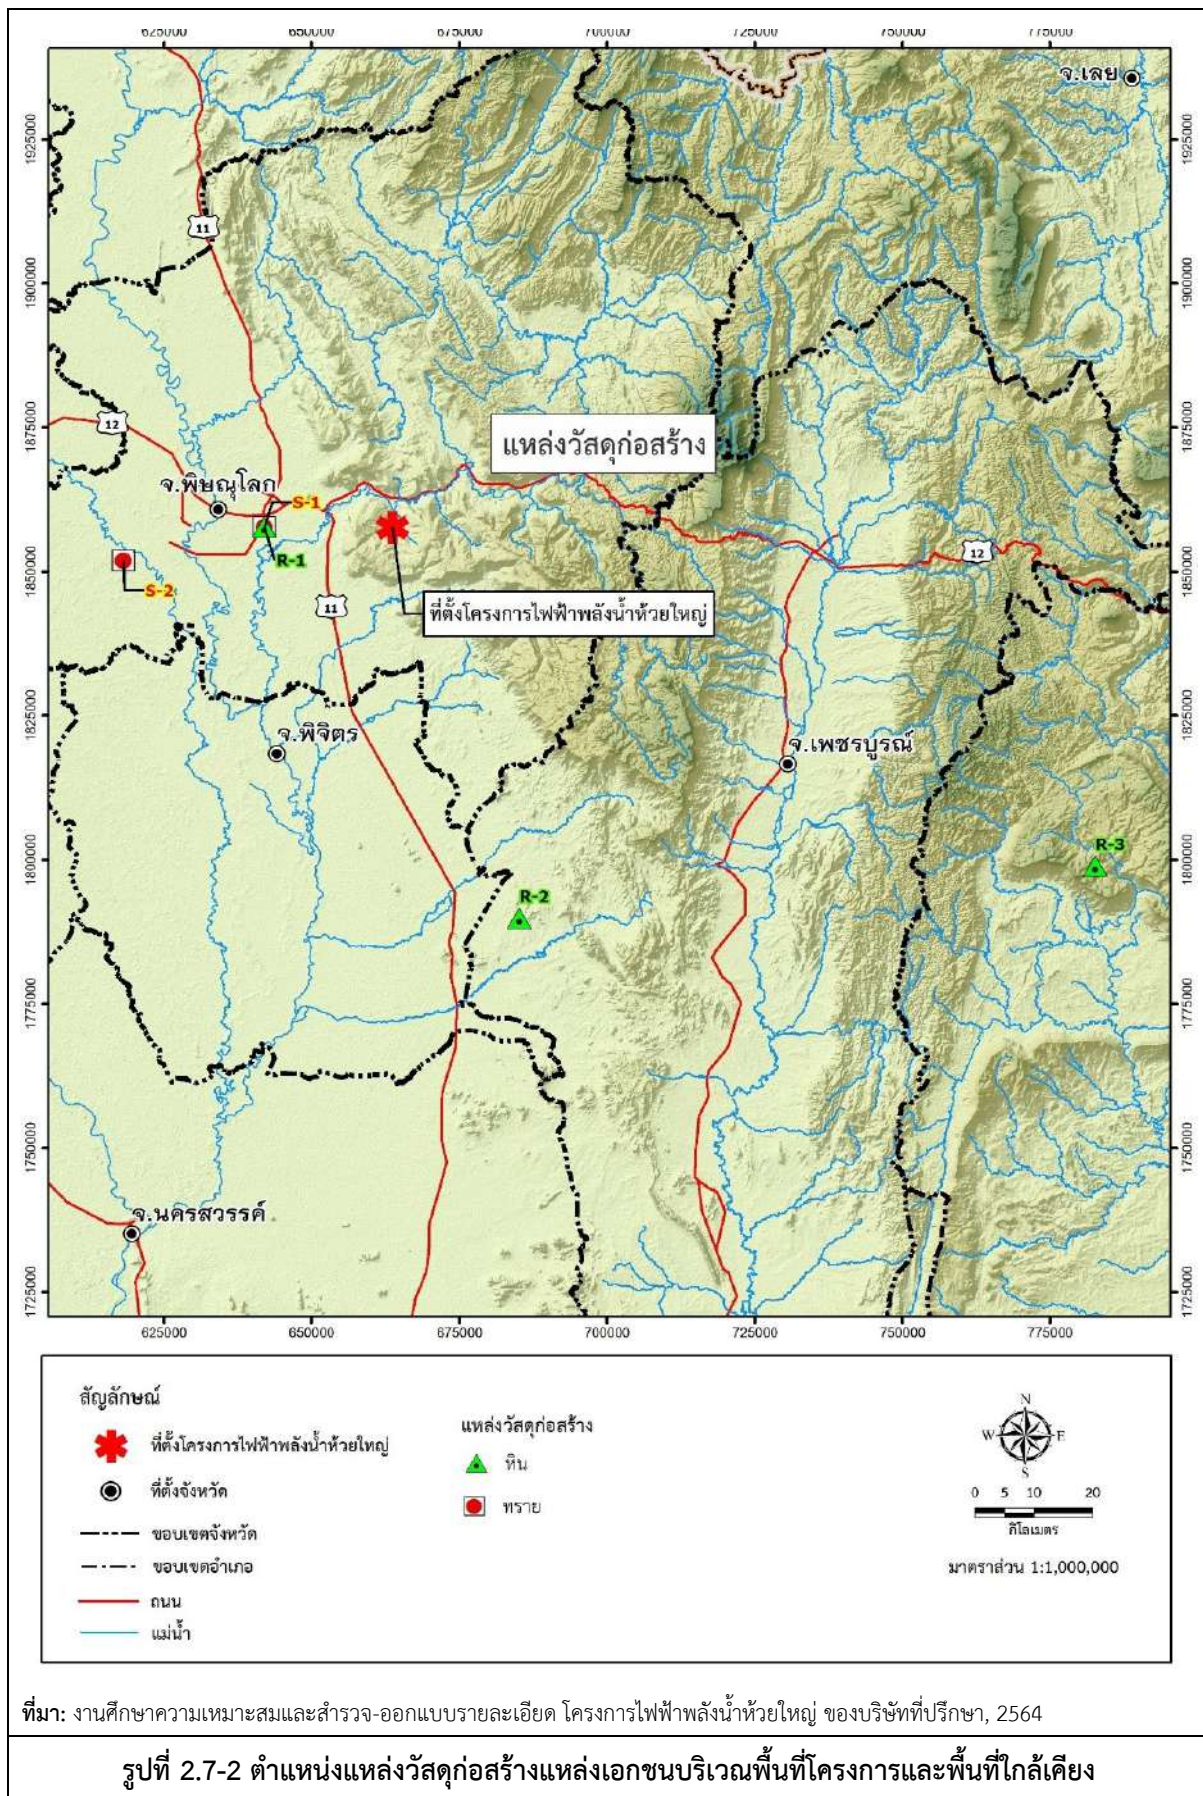 625000 650000 675000 700000 725000 750000 775000
จ.เลย
1925000 1925000
11
1900000 1900000
1875000 1875000
12
แหล่งวัสดุก่อสร้าง
จ.พิษณุโลก
S-1
R-1
12
1850000 1850000
S-2
11
ที่ตั้งโครงการไฟฟ้าพลังน้ำห้วยใหญ่
1825000 1825000
จ.พิจิตร
จ.เพชรบูรณ์
1800000 1800000
R-3
R-2
1775000 1775000
1750000 1750000
จ.นครสวรรค์
1725000 1725000
625000 650000 675000 700000 725000 750000 775000
สัญลักษณ์
ที่ตั้งโครงการไฟฟ้าพลังน้ำห้วยใหญ่
ที่ตั้งจังหวัด
ขอบเขตจังหวัด
ขอบเขตอำเภอ
ถนน
แม่น้ำ
แหล่งวัสดุก่อสร้าง
หิน
ทราย
N
W E
S
0 5 10 20
กิโลเมตร
มาตราส่วน 1:1,000,000
ที่มา: งานศึกษาความเหมาะสมและสำรวจ-ออกแบบรายละเอียด โครงการไฟฟ้าพลังน้ำห้วยใหญ่ ของบริษัทที่ปรึกษา, 2564
รูปที่ 2.7-2 ตำแหน่งแหล่งวัสดุก่อสร้างแหล่งเอกชนบริเวณพื้นที่โครงการและพื้นที่ใกล้เคียง